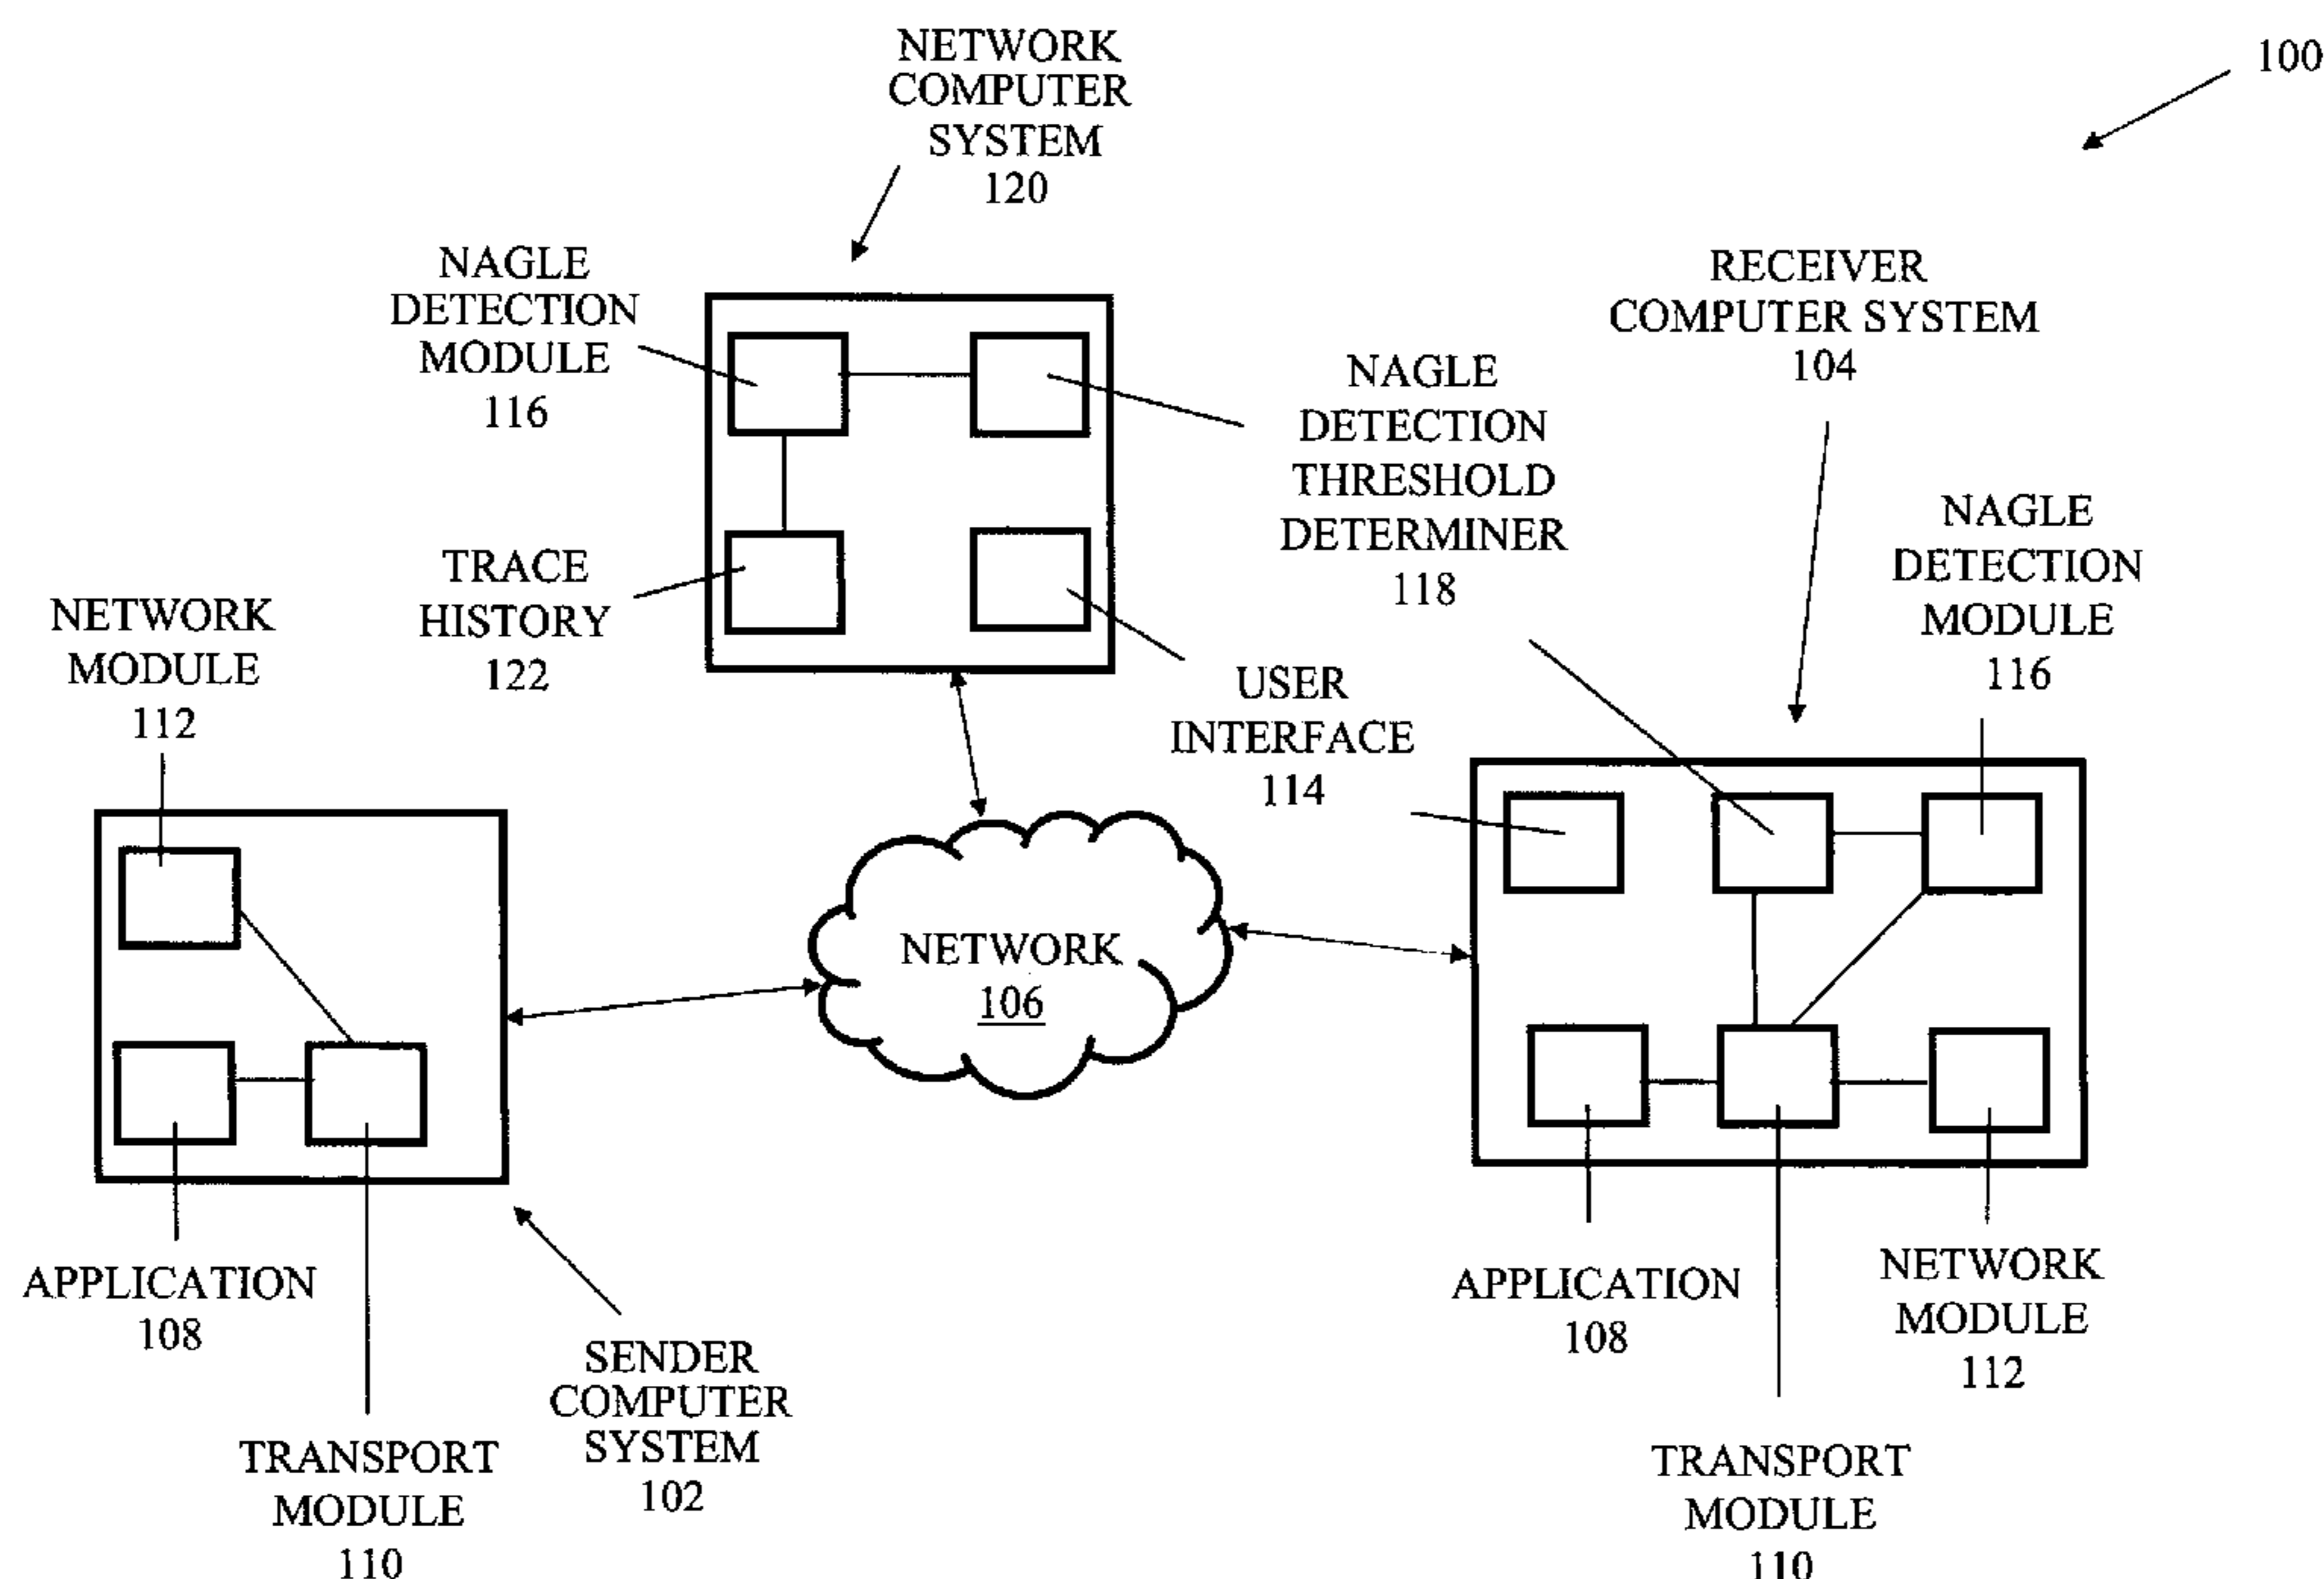 NETWORK
COMPUTER
SYSTEM
120
100
NAGLE
DETECTION
MODULE
116
RECEIVER
COMPUTER SYSTEM
104
NAGLE
DETECTION
THRESHOLD
DETERMINER
118
NAGLE
DETECTION
MODULE
116
TRACE
HISTORY
122
NETWORK
MODULE
112
USER
INTERFACE
114
NETWORK
106
APPLICATION
108
SENDER
COMPUTER
SYSTEM
102
TRANSPORT
MODULE
110
APPLICATION
108
NETWORK
MODULE
112
TRANSPORT
MODULE
110